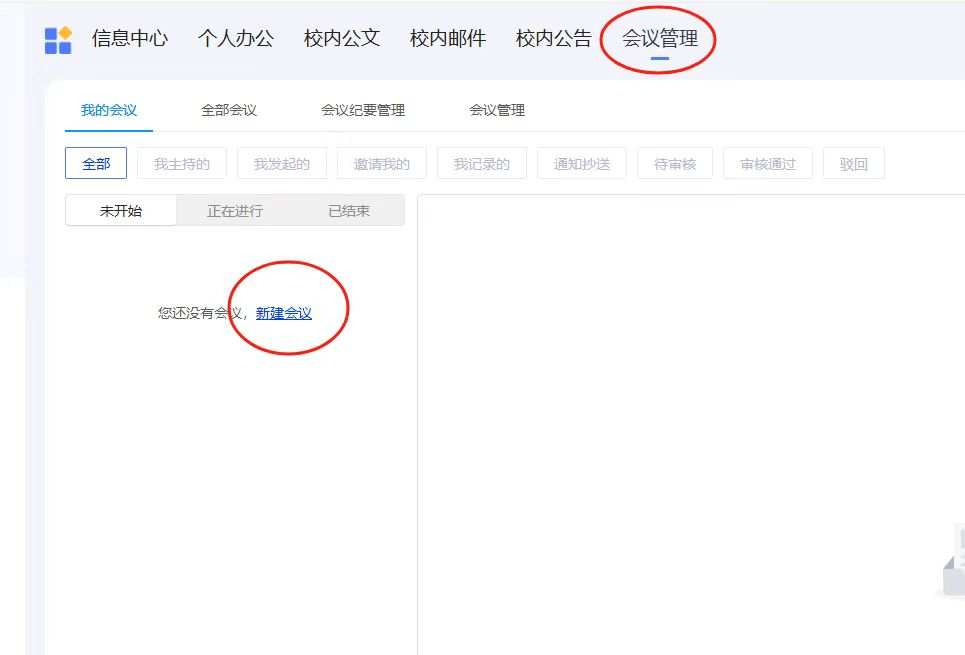 信息中心 个人办公 校内公文 校内邮件 校内公告 会议管理
我的会议 全部会议 会议纪要管理 会议管理
全部 我主持的 我发起的 邀请我的 我记录的 通知抄送 待审核 审核通过 驳回
未开始 正在进行 已结束
您还没有会议，新建会议